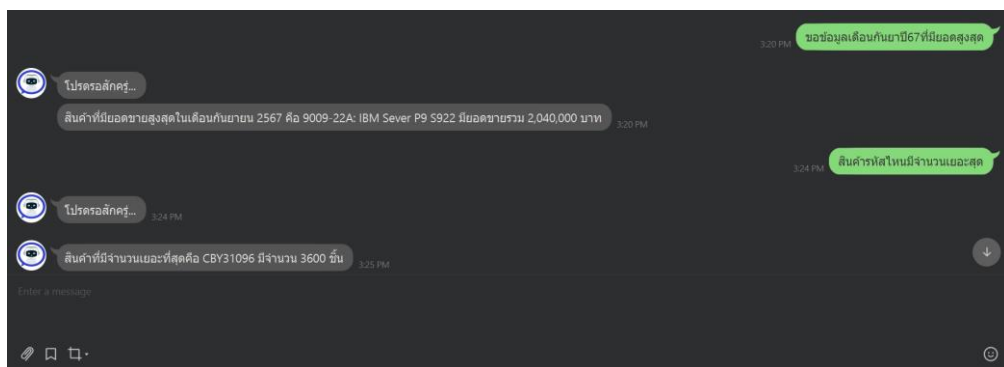 ขอข้อมูลเดือนกันยาปี67ที่มียอดสูงสุด
3:20 PM
โปรดรอสักครู่...
สินค้าที่มียอดขายสูงสุดในเดือนกันยายน 2567 คือ 9009-22A: IBM Sever P9 S922 มียอดขายรวม 2,040,000 บาท
3:20 PM
สินค้ารหัสไหนมีจำนวนเยอะสุด
3:24 PM
โปรดรอสักครู่...
3:24 PM
สินค้าที่มีจำนวนเยอะที่สุดคือ CBY31096 มีจำนวน 3600 ชิ้น
3:25 PM
Enter a message